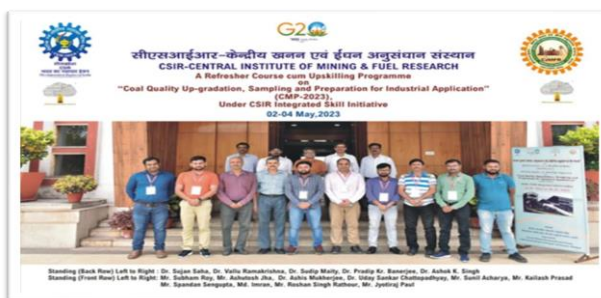 G20
सीएसआईआर-केन्द्रीय खनन एवं ईंधन अनुसंधान संस्थान
CSIR-CENTRAL INSTITUTE OF MINING & FUEL RESEARCH
A Refresher Course cum Upskilling Programme
on
"Coal Quality Up-gradation, Sampling and Preparation for Industrial Application"
(CMP-2023),
Under CSIR Integrated Skill Initiative
02-04 May,2023
Standing (Back Row) Left to Right : Dr. Sujan Saha, Dr. Vallu Ramakrishna, Dr. Sudip Maity, Dr. Pradip Kr. Banerjee, Dr. Ashok K. Singh
Standing (Front Row) Left to Right: Mr. Subham Roy, Mr. Ashutosh Jha, Dr. Ashis Mukherjee, Dr. Uday Sankar Chattopadhyay, Mr. Sunil Acharya, Mr. Kailash Prasad
Mr. Spandan Sengupta, Md. Imran, Mr. Roshan Singh Rathour, Mr. Jyotiraj Paul